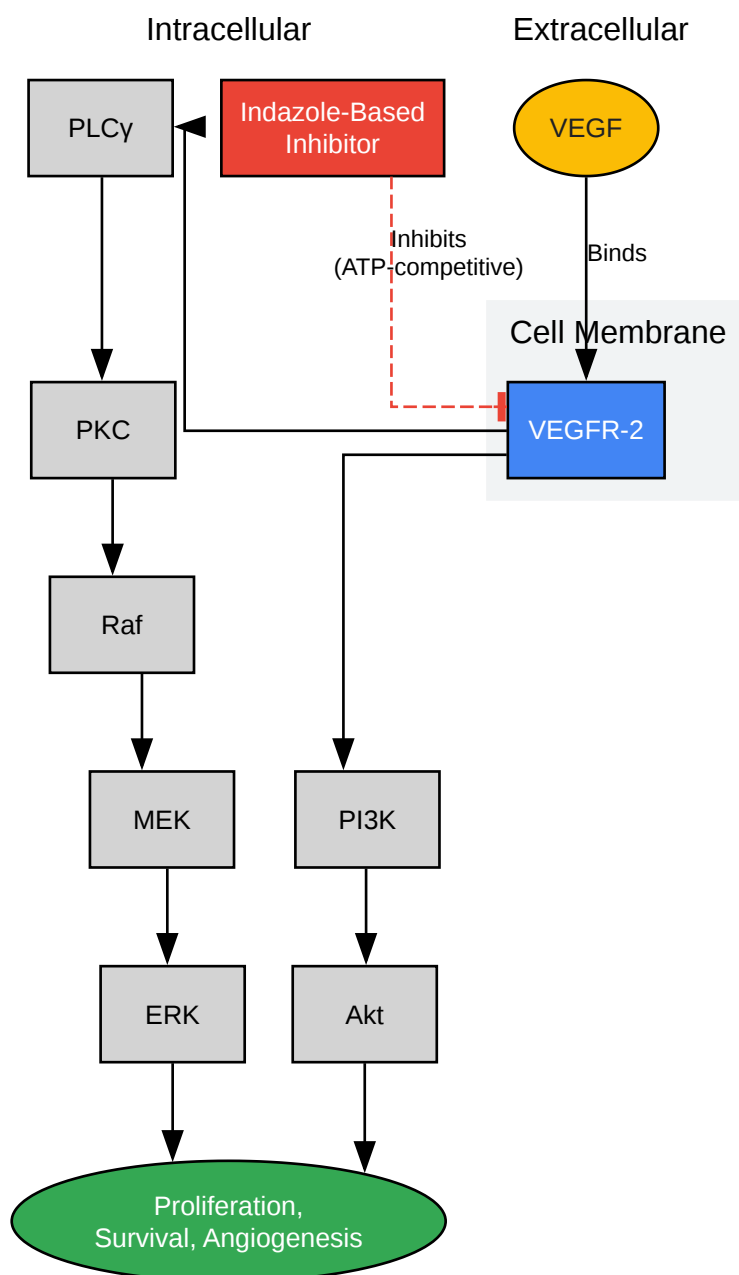 Intracellular
Extracellular
PLCγ
Indazole-Based
Inhibitor
VEGF
Inhibits
(ATP-competitive)
Binds
Cell Membrane
PKC
VEGFR-2
Raf
MEK
PI3K
ERK
Akt
Proliferation,
Survival, Angiogenesis